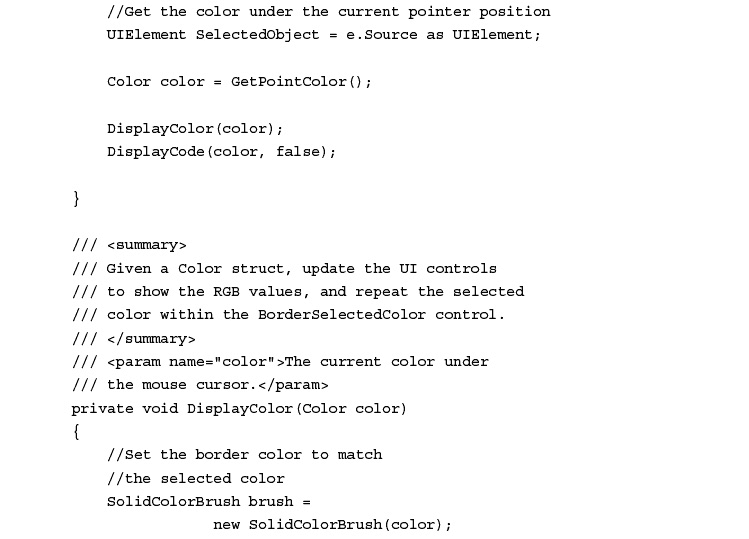 //Get the color under the current pointer position
UIElement SelectedObject = e.Source as UIElement;
Color color = GetPointColor();
DisplayColor(color);
DisplayCode(color, false);
}
/// <summary>
/// Given a Color struct, update the UI controls
/// to show the RGB values, and repeat the selected
/// color within the BorderSelectedColor control.
/// </summary>
/// <param name="color">The current color under
/// the mouse cursor.</param>
private void DisplayColor(Color color)
{
//Set the border color to match
//the selected color
SolidColorBrush brush =
new SolidColorBrush(color);